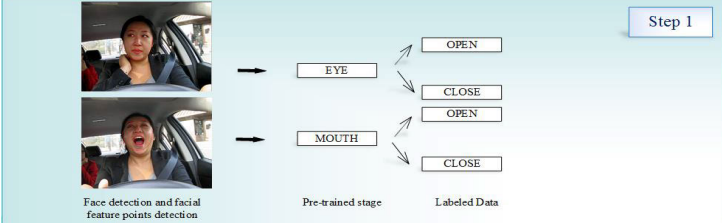 Step 1
OPEN
EYE
CLOSE
OPEN
MOUTH
CLOSE
Face detection and facial
feature points detection
Pre-trained stage
Labeled Data